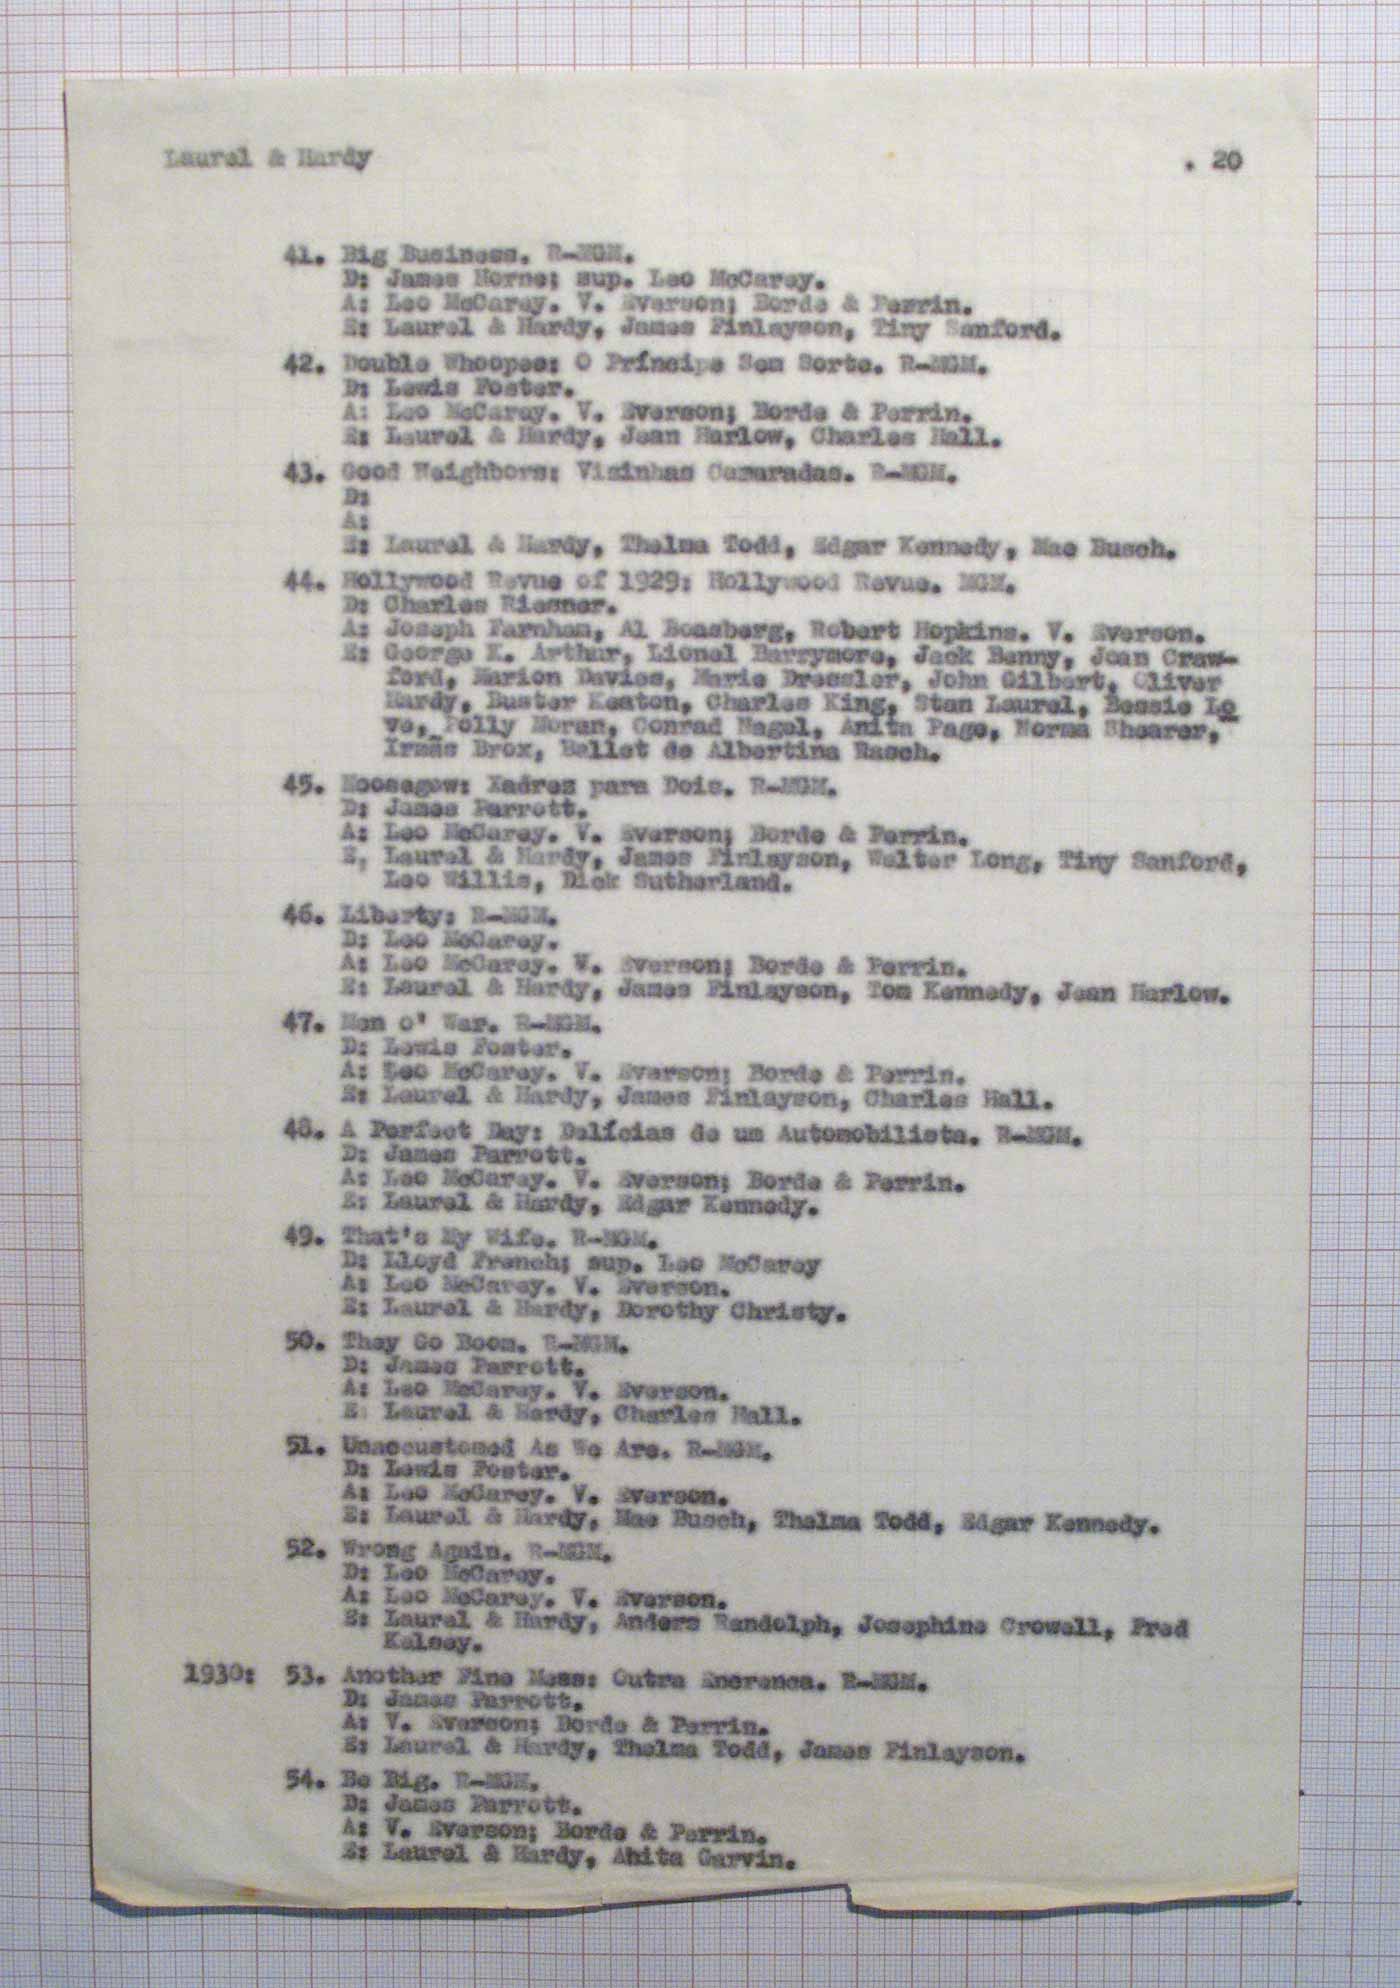 Laurel & Hardy . 20
41. Big Business. R-MGM.
D: James Horne; sup. Leo McCarey.
A: Leo McCarey. V. Everson; Borde & Perrin.
E: Laurel & Hardy, James Finlayson, Tiny Sanford.
42. Double Whoopee: O Príncipe Sem Sorte. R-MGM.
D: Lewis Foster.
A: Leo McCarey. V. Everson; Borde & Perrin.
E: Laurel & Hardy, Jean Harlow, Charles Hall.
43. Good Neighbors: Visinhas Camaradas. R-MGM.
D:
A:
E: Laurel & Hardy, Thelma Todd, Edgar Kennedy, Mae Busch.
44. Hollywood Revue of 1929: Hollywood Revue. MGM.
D: Charles Riesner.
A: Joseph Farnham, Al Boasberg, Robert Hopkins. V. Everson.
E: George K. Arthur, Lionel Barrymore, Jack Benny, Joan Craw-
ford, Marion Davies, Marie Dressler, John Gilbert, Oliver
Hardy, Buster Keaton, Charles King, Stan Laurel, Bessie Lo
ve, Polly Moran, Conrad Nagel, Anita Page, Norma Shearer,
Irmãs Brox, Ballet de Albertina Rasch.
45. Hoosegow: Xadrez para Dois. R-MGM.
D: James Parrott.
A: Leo McCarey. V. Everson; Borde & Perrin.
E, Laurel & Hardy, James Finlayson, Walter Long, Tiny Sanford,
Leo Willis, Dick Sutherland.
46. Liberty: R-MGM.
D: Leo McCarey.
A: Leo McCarey. V. Everson; Borde & Perrin.
E: Laurel & Hardy, James Finlayson, Tom Kennedy, Jean Harlow.
47. Men o' War. R-MGM.
D: Lewis Foster.
A: Leo McCarey. V. Everson; Borde & Perrin.
E: Laurel & Hardy, James Finlayson, Charles Hall.
48. A Perfect Day: Delícias de um Automobilista. R-MGM.
D: James Parrott.
A: Leo McCarey. V. Everson; Borde & Perrin.
E: Laurel & Hardy, Edgar Kennedy.
49. That's My Wife. R-MGM.
D: Lloyd French; sup. Leo McCarey
A: Leo McCarey. V. Everson.
E: Laurel & Hardy, Dorothy Christy.
50. They Go Boom. R-MGM.
D: James Parrott.
A: Leo McCarey. V. Everson.
E: Laurel & Hardy, Charles Hall.
51. Unaccustomed As We Are. R-MGM.
D: Lewis Foster.
A: Leo McCarey. V. Everson.
E: Laurel & Hardy, Mae Busch, Thelma Todd, Edgar Kennedy.
52. Wrong Again. R-MGM.
D: Leo McCarey.
A: Leo McCarey. V. Everson.
E: Laurel & Hardy, Anders Randolph, Josephine Crowell, Fred
Kelsey.
1930: 53. Another Fine Mess: Outra Encrenca. R-MGM.
D: James Parrott.
A: V. Everson; Borde & Perrin.
E: Laurel & Hardy, Thelma Todd, James Finlayson.
54. Be Big. R-MGM.
D: James Parrott.
A: V. Everson; Borde & Perrin.
E: Laurel & Hardy, Anita Garvin.